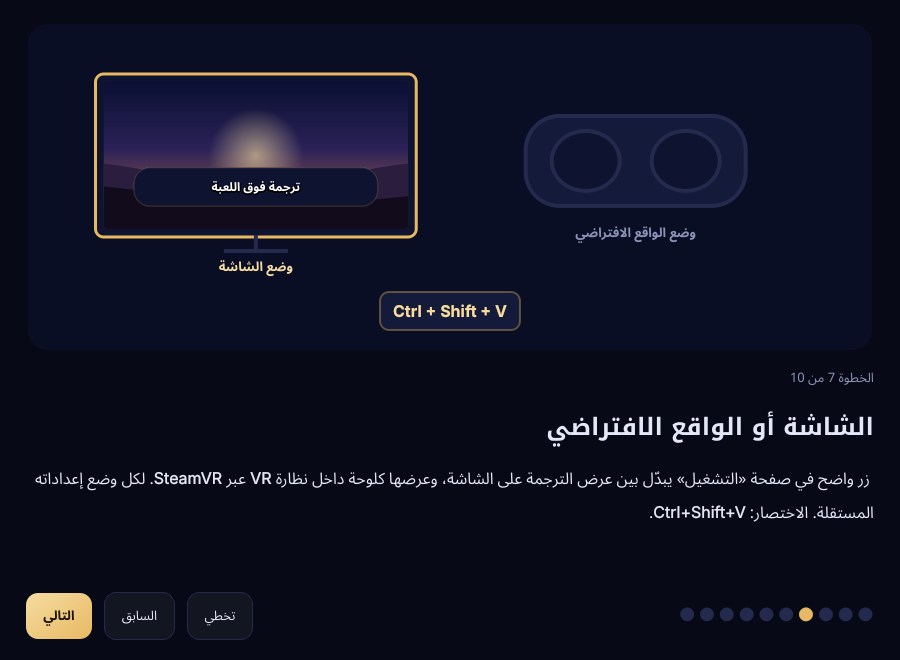 ترجمة فوق اللعبة
وضع الشاشة
وضع الواقع الافتراضي
Ctrl + Shift + V
الخطوة 7 من 10
الشاشة أو الواقع الافتراضي
زر واضح في صفحة «التشغيل» يبدّل بين عرض الترجمة على الشاشة، وعرضها كلوحة داخل نظارة VR عبر SteamVR. لكل وضع إعداداته
المستقلة. الاختصار: Ctrl+Shift+V.
تخطي
السابق
التالي